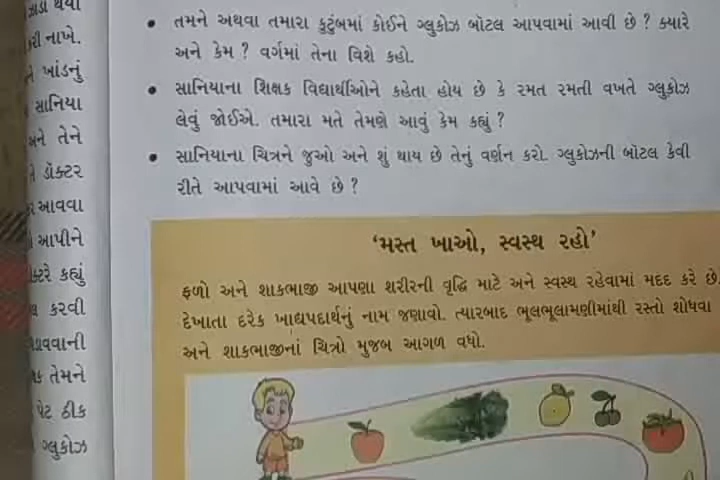 ઝાડા થવા
કરી નાખે.
ને ખાંડનું
સાનિયા
અને તેને
ડૉક્ટર
આવવા
આપીને
કહ્યું
કરવી
તેમને
પેટ ઠીક
ગ્લુકોઝ
• તમને અથવા તમારા કુટુંબમાં કોઈને ગ્લુકોઝ બૉટલ આપવામાં આવી છે ? ક્યારે
અને કેમ ? વર્ગમાં તેના વિશે કહો.
• સાનિયાના શિક્ષક વિદ્યાર્થીઓને કહેતા હોય છે કે રમત રમતી વખતે ગ્લુકોઝ
લેવું જોઈએ. તમારા મતે તેમણે આવું કેમ કહ્યું ?
• સાનિયાના ચિત્રને જુઓ અને શું થાય છે તેનું વર્ણન કરો. ગ્લુકોઝની બૉટલ કેવી
રીતે આપવામાં આવે છે ?
‘મસ્ત ખાઓ, સ્વસ્થ રહો’
ફળો અને શાકભાજી આપણા શરીરની વૃદ્ધિ માટે અને સ્વસ્થ રહેવામાં મદદ કરે છે.
દેખાતા દરેક ખાદ્યપદાર્થનું નામ જણાવો. ત્યારબાદ ભૂલભૂલામણીમાંથી રસ્તો શોધવા
અને શાકભાજીનાં ચિત્રો મુજબ આગળ વધો.